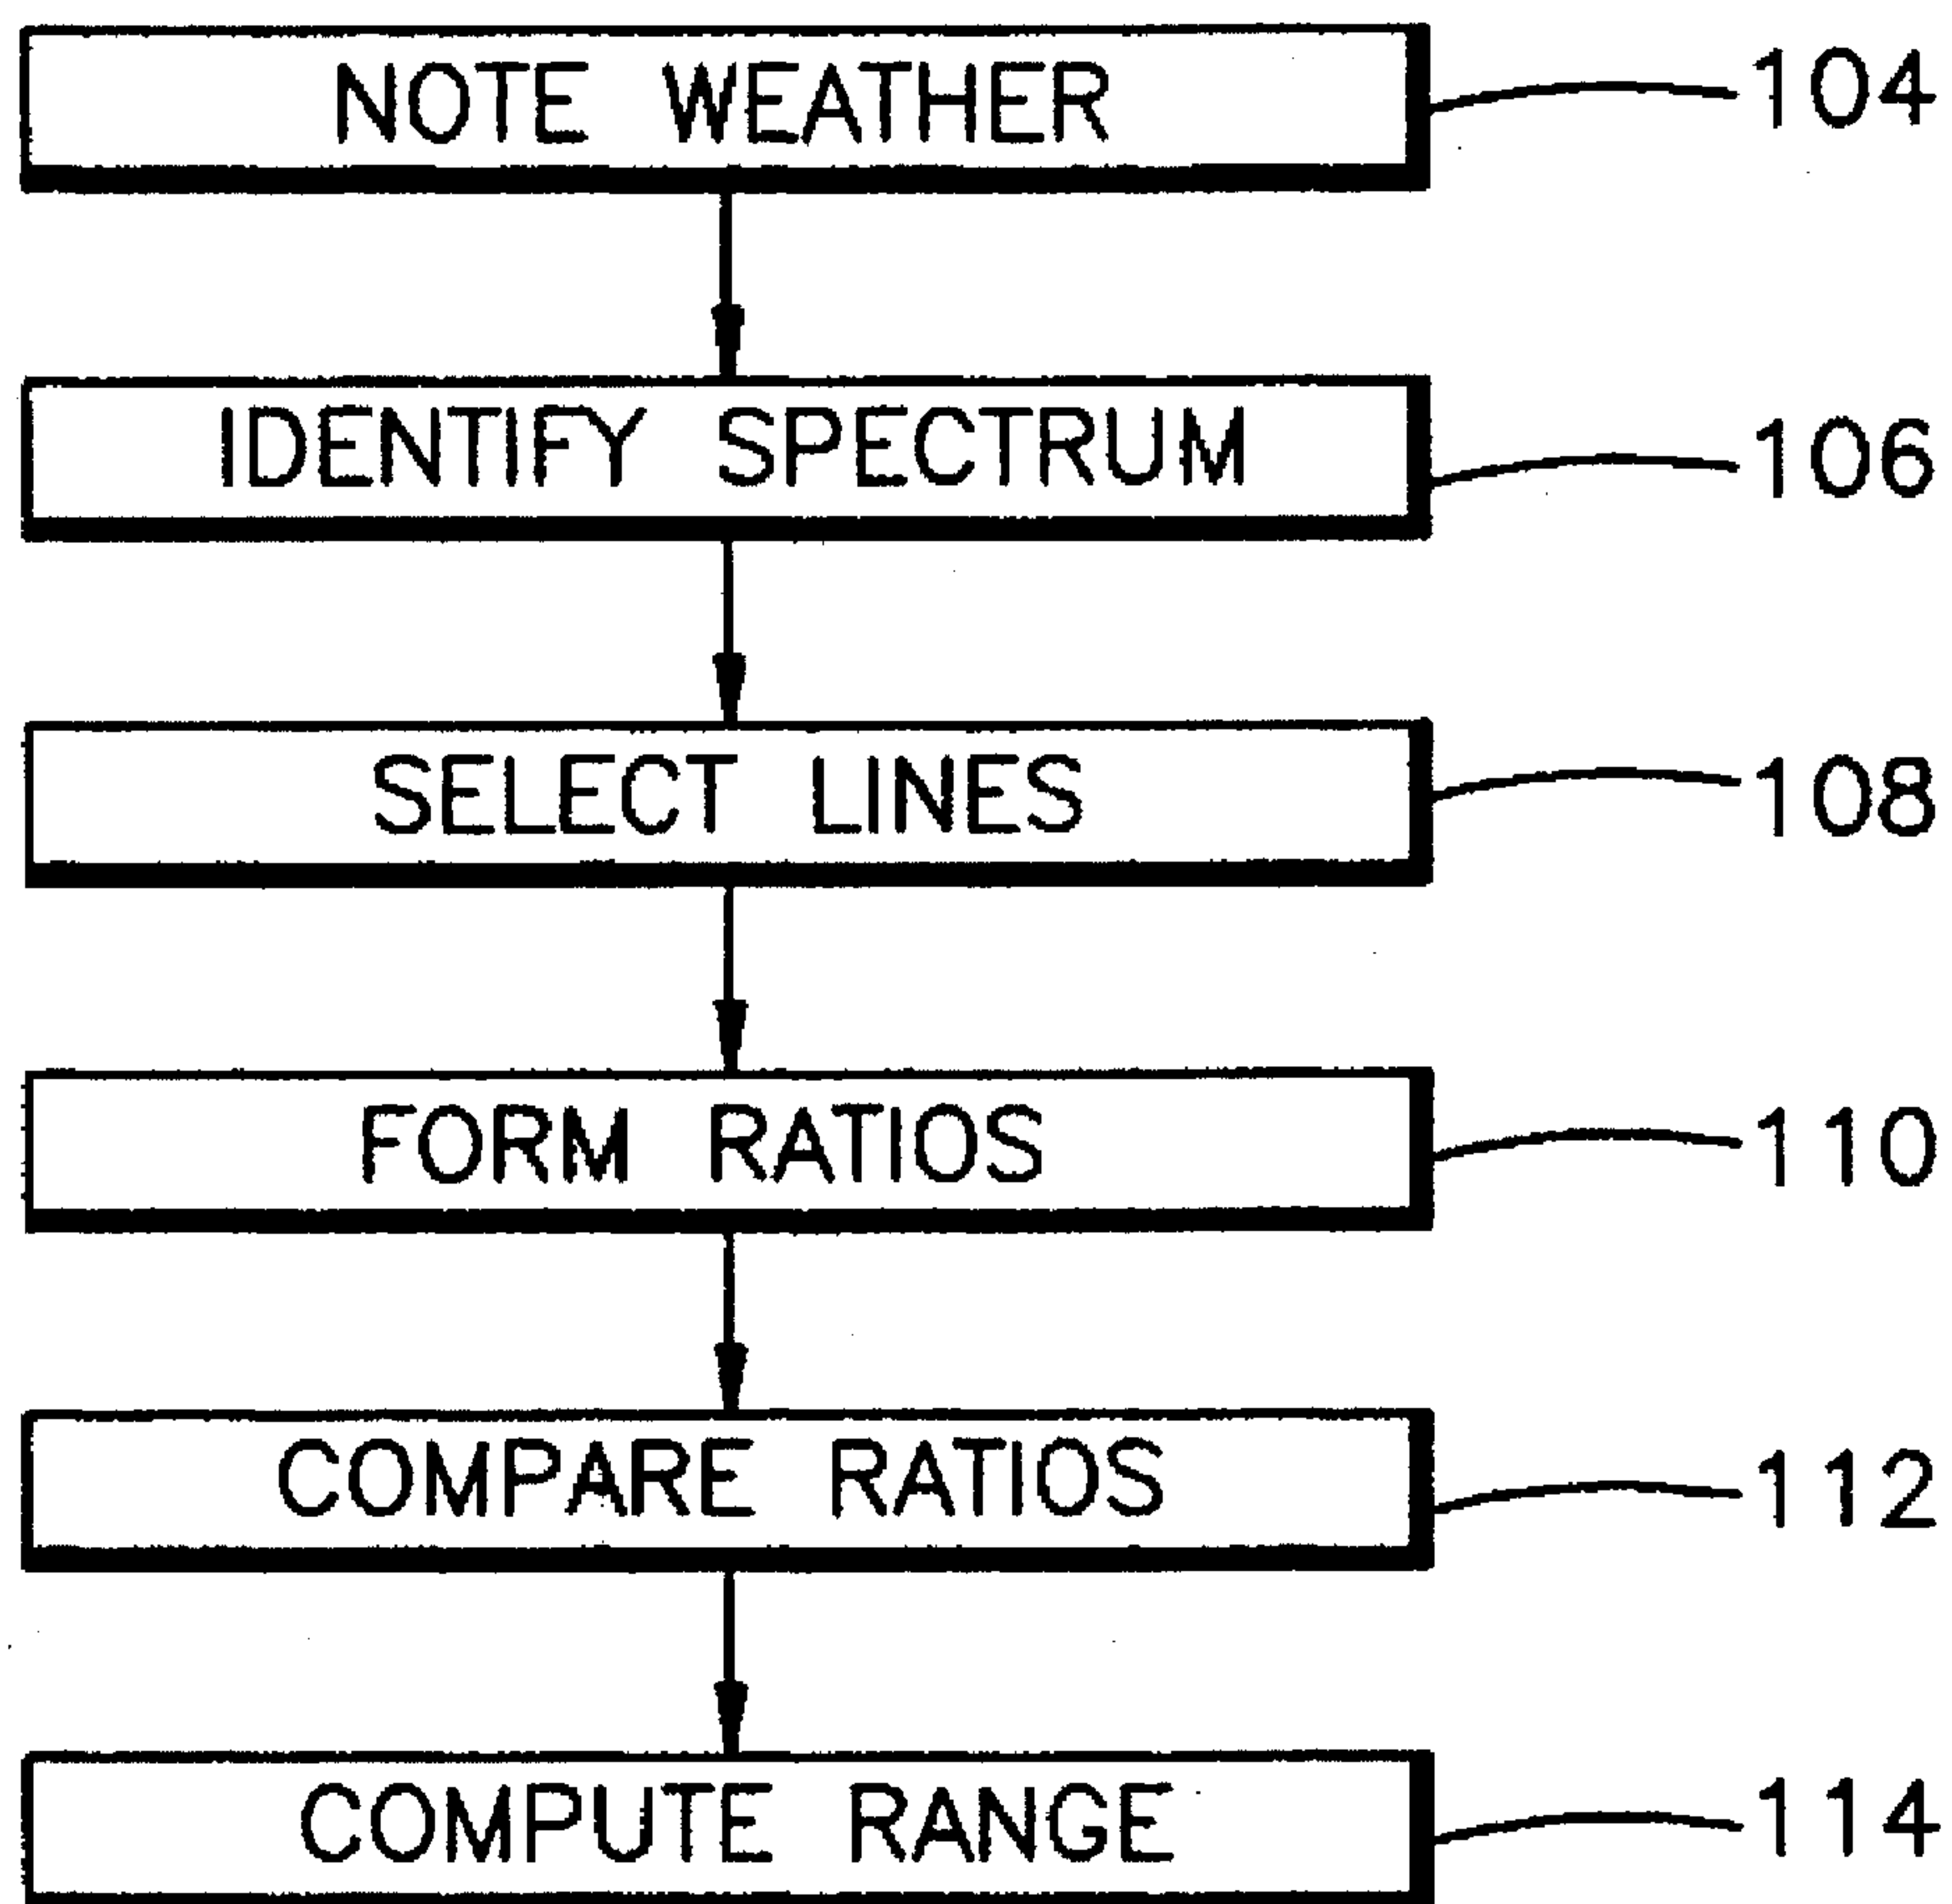 NOTE WEATHER 104
IDENTIFY SPECTRUM 106
SELECT LINES 108
FORM RATIOS 110
COMPARE RATIOS 112
COMPUTE RANGE 114